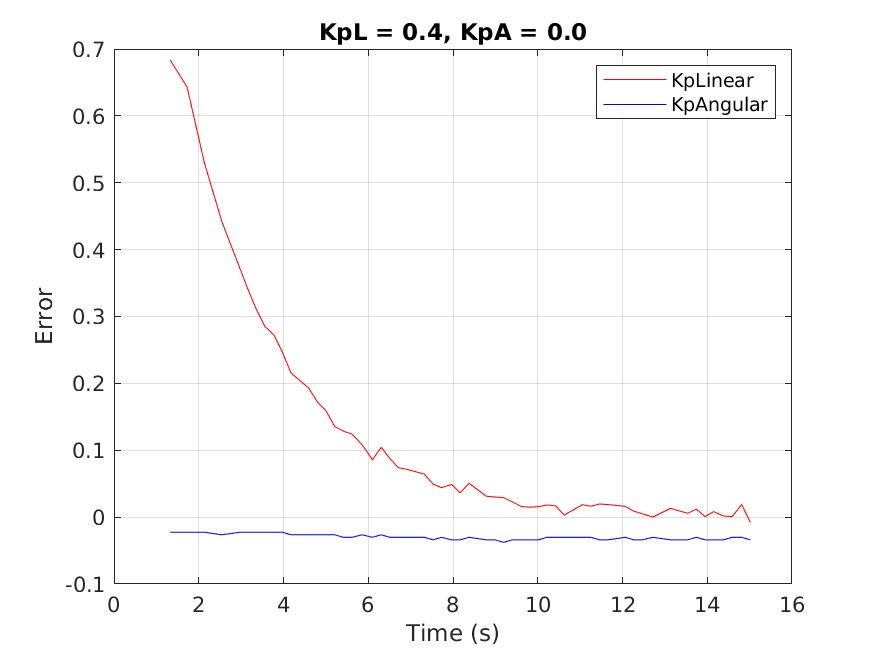 KpL = 0.4, KpA = 0.0
0.7
0.6
0.5
0.4
0.3
0.2
0.1
0
-0.1
Error
KpLinear
KpAngular
0 2 4 6 8 10 12 14 16
Time (s)